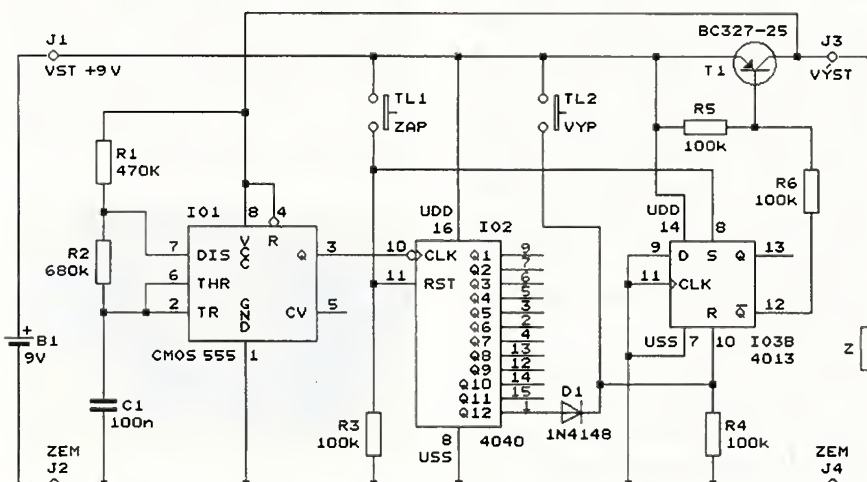 BC327-25
J1
J3
VST +9V
T1
VÝST
TL1
TL2
ZAP
VYP
R5
100k
R1
470K
R6
100k
UDD
14
8
IO1
8
4
UDD
16
IO2
R2
680k
7
DIS
VCC
R
Q
3
10
CLK
Q1
9
9
D
S
Q
13
6
THR
Q2
7
11
RST
Q3
6
11
CLK
2
TR
GND
CV
5
Q4
5
Q5
3
R
Q
12
Q6
2
Q7
4
USS
7
10
IO3B
4013
B1
9V
+
CMOS 555
1
Q8
13
Q9
12
Q10
14
Q11
15
Q12
1
Z
C1
100n
D1
1N4148
R3
100k
8
USS
4040
R4
100k
ZEM
J2
ZEM
J4